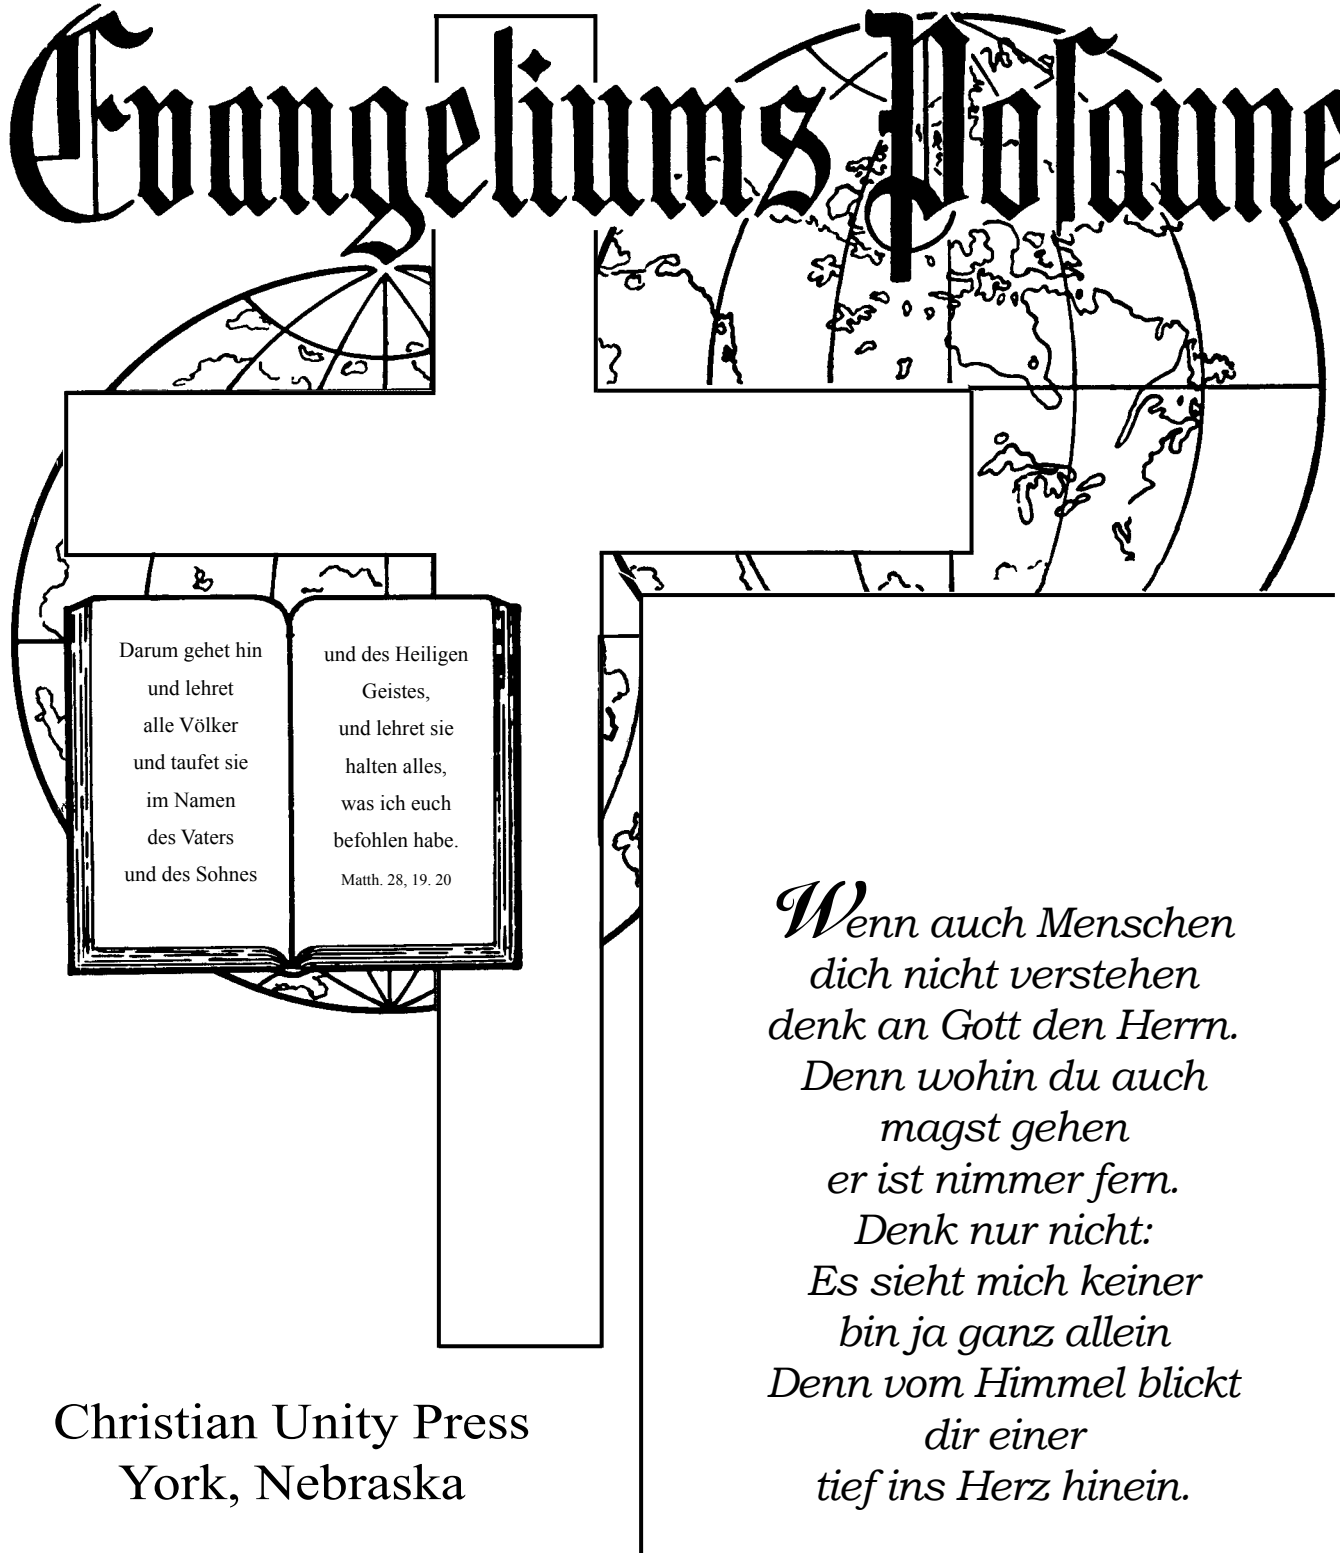 Evangeliums Poſaune
Darum gehet hin
und lehret
alle Völker
und taufet sie
im Namen
des Vaters
und des Sohnes
und des Heiligen
Geistes,
und lehret sie
halten alles,
was ich euch
befohlen habe.
Matth. 28, 19. 20
Wenn auch Menschen
dich nicht verstehen
denk an Gott den Herrn.
Denn wohin du auch
magst gehen
er ist nimmer fern.
Denk nur nicht:
Es sieht mich keiner
bin ja ganz allein
Denn vom Himmel blickt
dir einer
tief ins Herz hinein.
Christian Unity Press
York, Nebraska